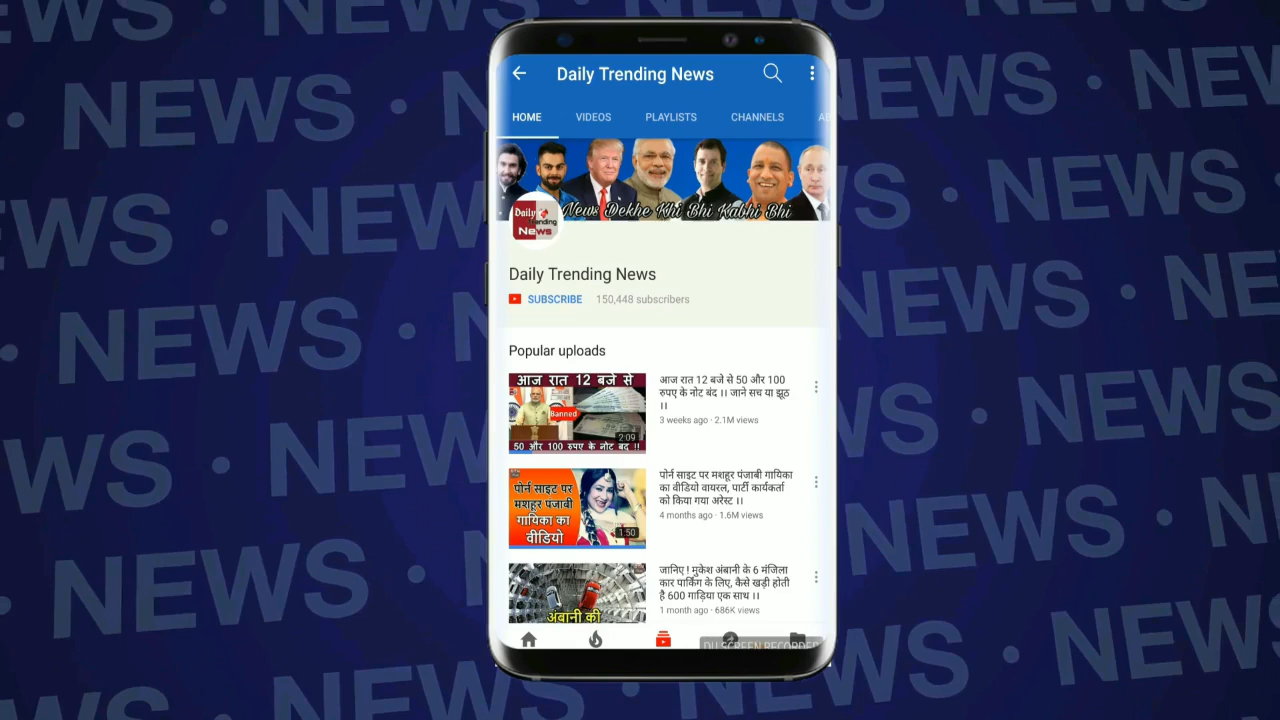 NEWS
Daily Trending News
HOME VIDEOS PLAYLISTS CHANNELS
News Dekhe Khi Bhi Kabhi Bhi
Daily
Trending
News
Daily Trending News
SUBSCRIBE 150,448 subscribers
Popular uploads
आज रात 12 बजे से
Banned
2:09
50 और 100 रुपए के नोट बंद !!
आज रात 12 बजे से 50 और 100
रुपए के नोट बंद ।। जाने सच या झूठ
।।
3 weeks ago · 2.1M views
पोर्न साइट पर
मशहूर पंजाबी
गायिका का
वीडियो
1:50
पोर्न साइट पर मशहूर पंजाबी गायिका
का वीडियो वायरल, पार्टी कार्यकर्ता
को किया गया अरेस्ट ।।
4 months ago · 1.6M views
अंबानी की
जानिए ! मुकेश अंबानी के 6 मंजिला
कार पार्किंग के लिए, कैसे खड़ी होती
है 600 गाड़िया एक साथ ।।
1 month ago · 686K views
DU SCREEN RECORDER